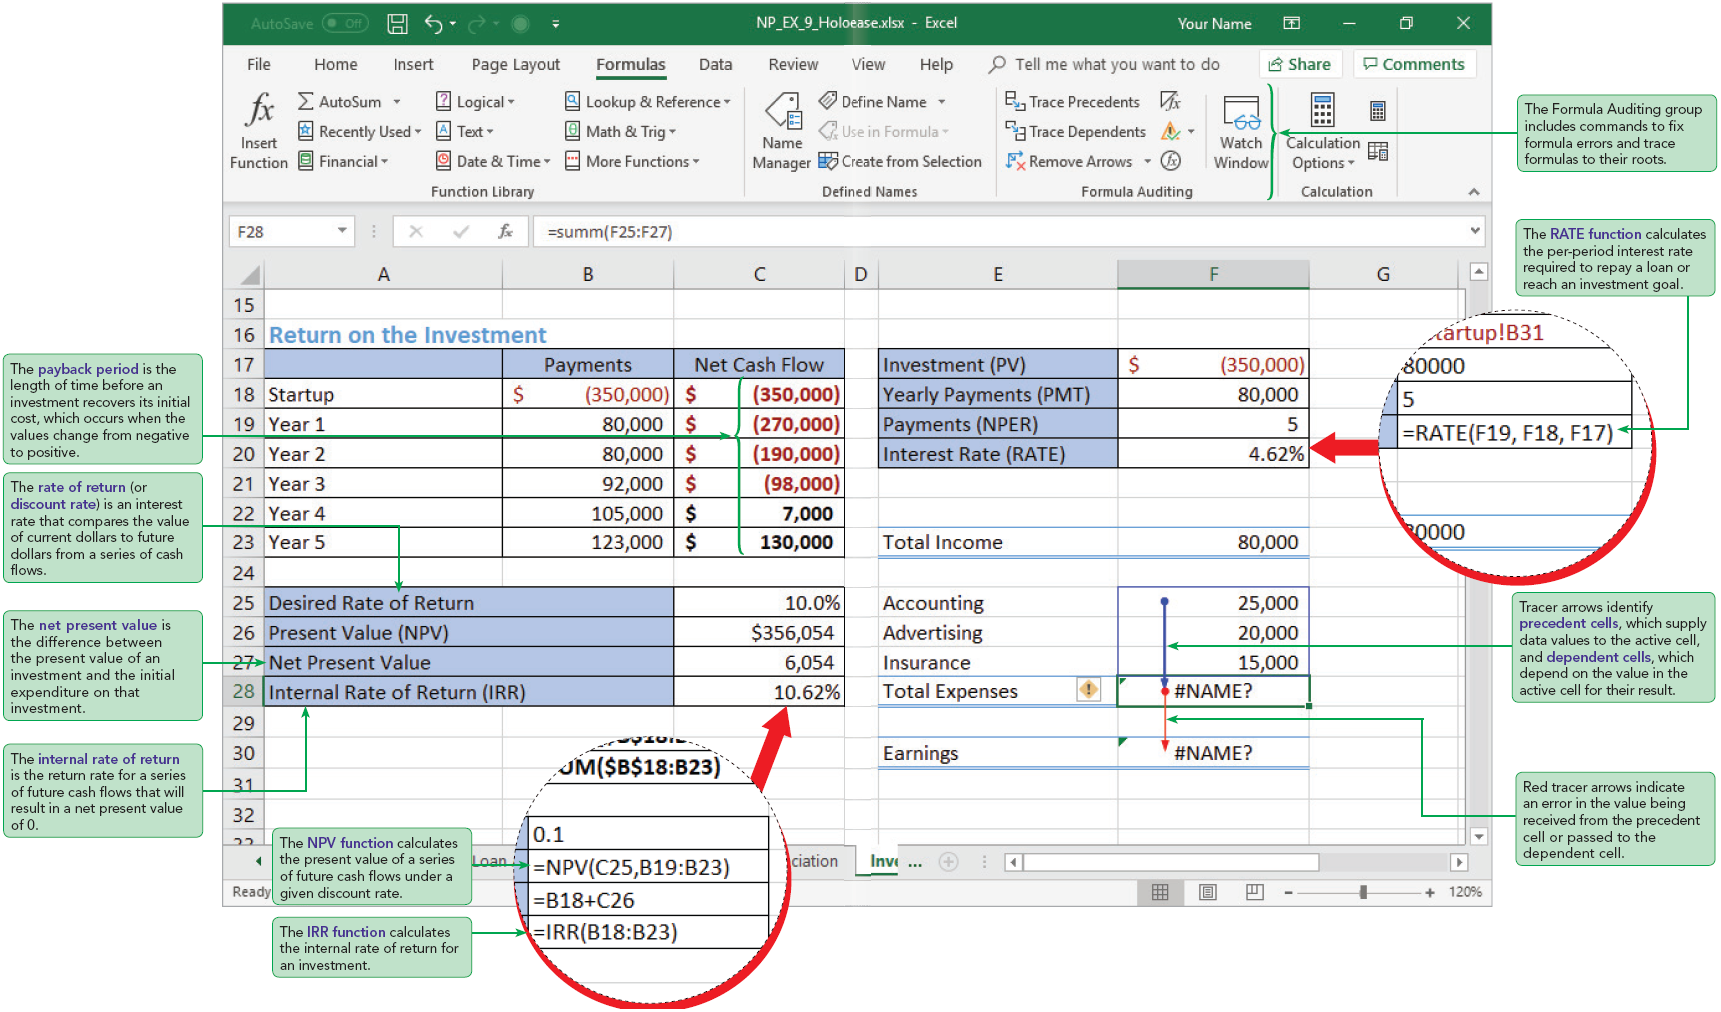 AutoSave Off
NP_EX_9_Holoease.xlsx - Excel
Your Name
File Home Insert Page Layout Formulas Data Review View Help Tell me what you want to do Share Comments
fx
Insert
Function
AutoSum
Recently Used
Financial
Logical
Text
Date & Time
Lookup & Reference
Math & Trig
More Functions
Function Library
Name
Manager
Define Name
Use in Formula
Create from Selection
Defined Names
Trace Precedents
Trace Dependents
Remove Arrows
fx
fx
Formula Auditing
Watch
Window
Calculation
Options
Calculation
The Formula Auditing group
includes commands to fix
formula errors and trace
formulas to their roots.
F28 fx =summ(F25:F27)
A B C D E F G
15
16 Return on the Investment
17 Payments Net Cash Flow Investment (PV) $ (350,000)
18 Startup $ (350,000) $ (350,000) Yearly Payments (PMT) 80,000
19 Year 1 80,000 $ (270,000) Payments (NPER) 5
20 Year 2 80,000 $ (190,000) Interest Rate (RATE) 4.62%
21 Year 3 92,000 $ (98,000)
22 Year 4 105,000 $ 7,000
23 Year 5 123,000 $ 130,000 Total Income 80,000
24
25 Desired Rate of Return 10.0% Accounting 25,000
26 Present Value (NPV) $356,054 Advertising 20,000
27 Net Present Value 6,054 Insurance 15,000
28 Internal Rate of Return (IRR) 10.62% Total Expenses #NAME?
29
30 Earnings #NAME?
31
32
The RATE function calculates
the per-period interest rate
required to repay a loan or
reach an investment goal.
artup!B31
80000
5
=RATE(F19, F18, F17)
0000
The payback period is the
length of time before an
investment recovers its initial
cost, which occurs when the
values change from negative
to positive.
The rate of return (or
discount rate) is an interest
rate that compares the value
of current dollars to future
dollars from a series of cash
flows.
The net present value is
the difference between
the present value of an
investment and the initial
expenditure on that
investment.
The internal rate of return
is the return rate for a series
of future cash flows that will
result in a net present value
of 0.
Tracer arrows identify
precedent cells, which supply
data values to the active cell,
and dependent cells, which
depend on the value in the
active cell for their result.
Red tracer arrows indicate
an error in the value being
received from the precedent
cell or passed to the
dependent cell.
UM($B$18:B23)
0.1
=NPV(C25,B19:B23)
=B18+C26
=IRR(B18:B23)
The NPV function calculates
the present value of a series
of future cash flows under a
given discount rate.
The IRR function calculates
the internal rate of return for
an investment.
Loan ciation Inve ...
Ready 120%